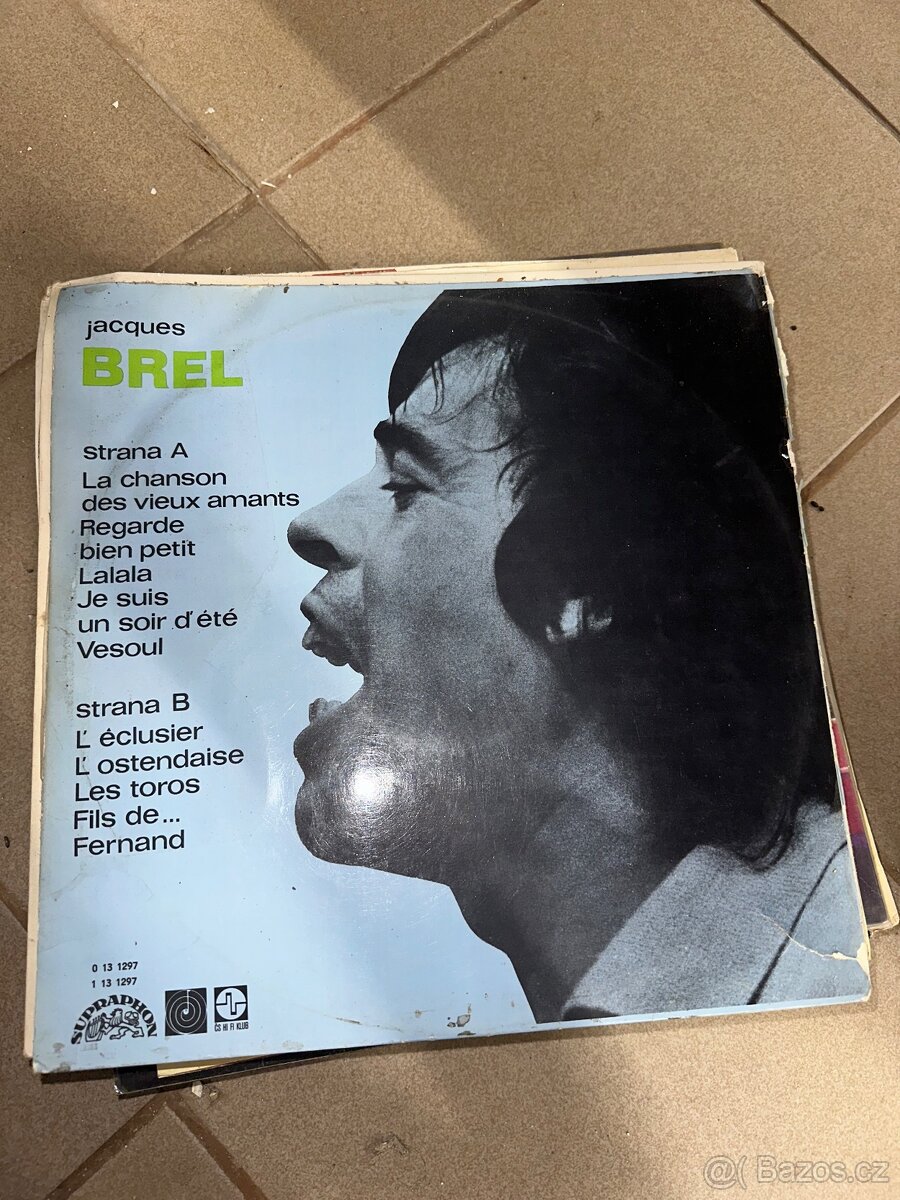 jacques
BREL
strana A
La chanson
des vieux amants
Regarde
bien petit
Lalala
Je suis
un soir d'été
Vesoul
strana B
Ľ éclusier
Ľ ostendaise
Les toros
Fils de...
Fernand
0 13 1297
1 13 1297
SUPRAPHON
ČS HI FI KLUB
@( Bazos.cz